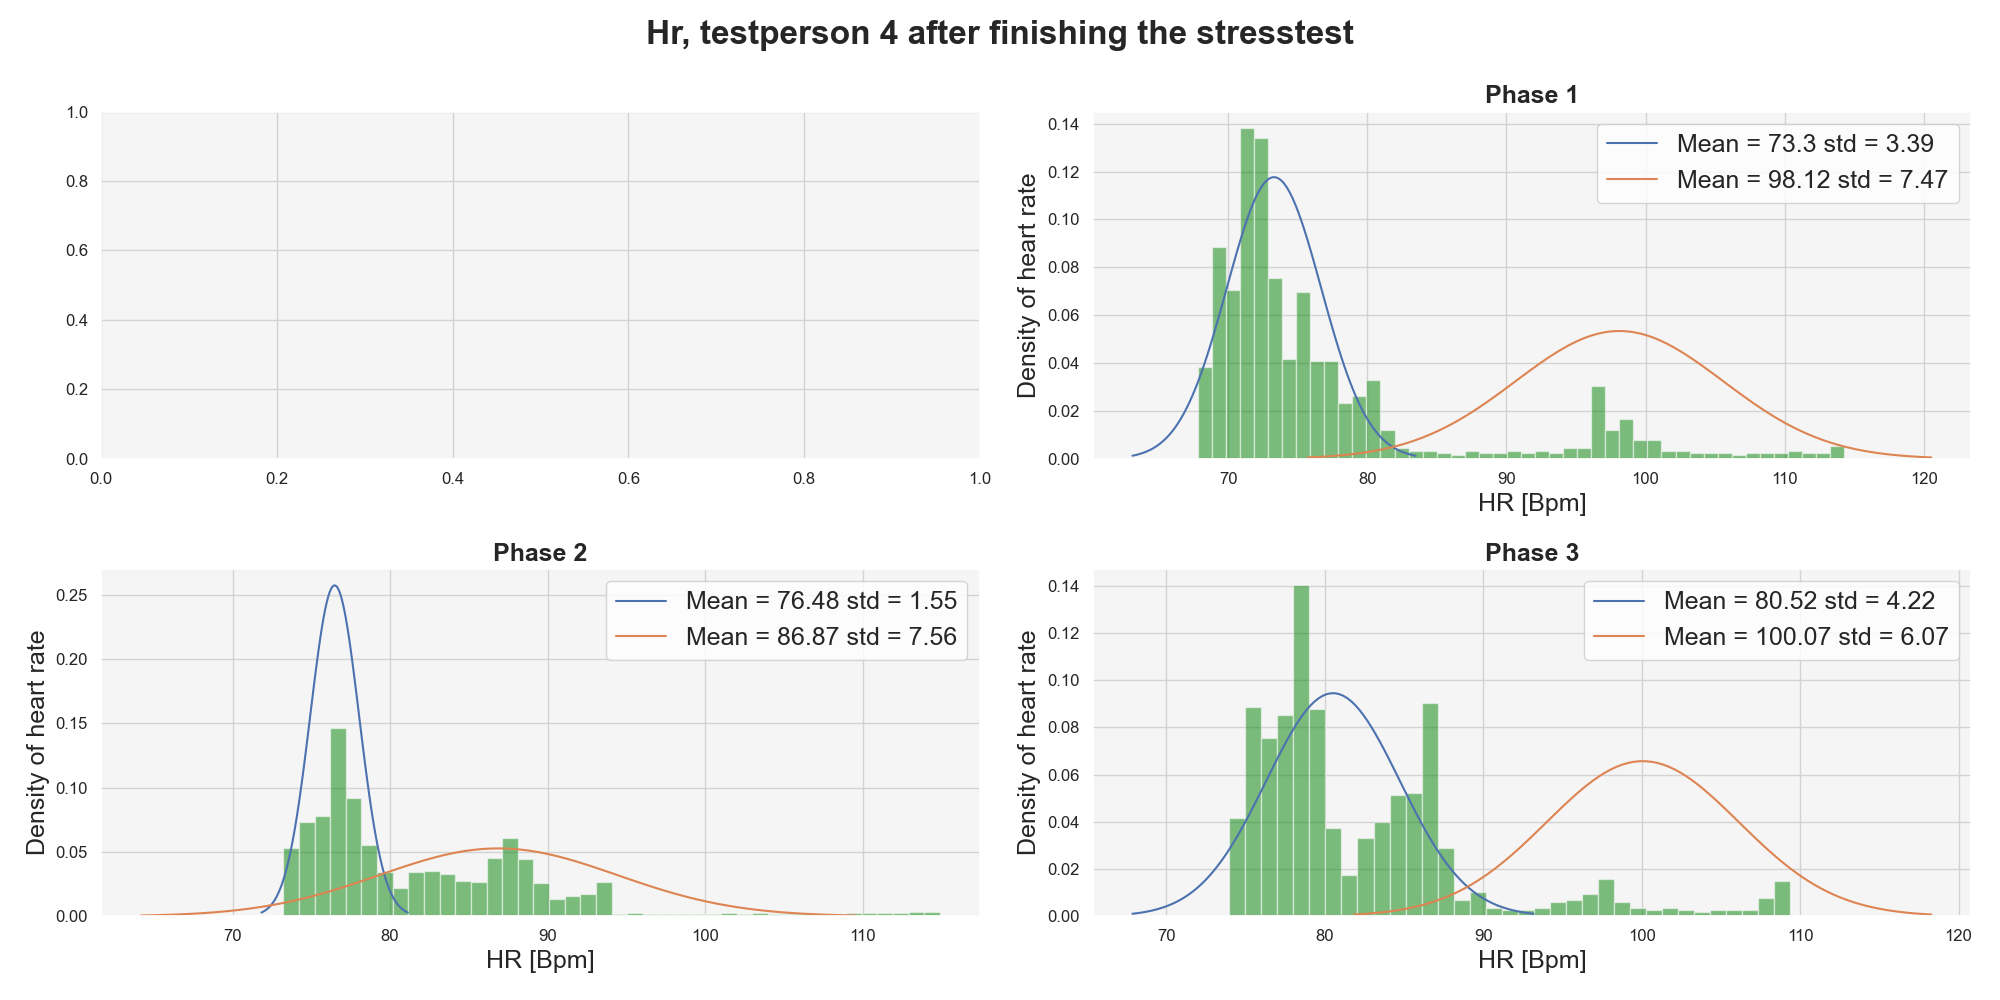 Hr, testperson 4 after finishing the stresstest
1.0
0.8
0.6
0.4
0.2
0.0
0.0 0.2 0.4 0.6 0.8 1.0
Phase 1
Density of heart rate
0.14
0.12
0.10
0.08
0.06
0.04
0.02
0.00
Mean = 73.3 std = 3.39
Mean = 98.12 std = 7.47
70 80 90 100 110 120
HR [Bpm]
Phase 2
Density of heart rate
0.25
0.20
0.15
0.10
0.05
0.00
Mean = 76.48 std = 1.55
Mean = 86.87 std = 7.56
70 80 90 100 110
HR [Bpm]
Phase 3
Density of heart rate
0.14
0.12
0.10
0.08
0.06
0.04
0.02
0.00
Mean = 80.52 std = 4.22
Mean = 100.07 std = 6.07
70 80 90 100 110 120
HR [Bpm]